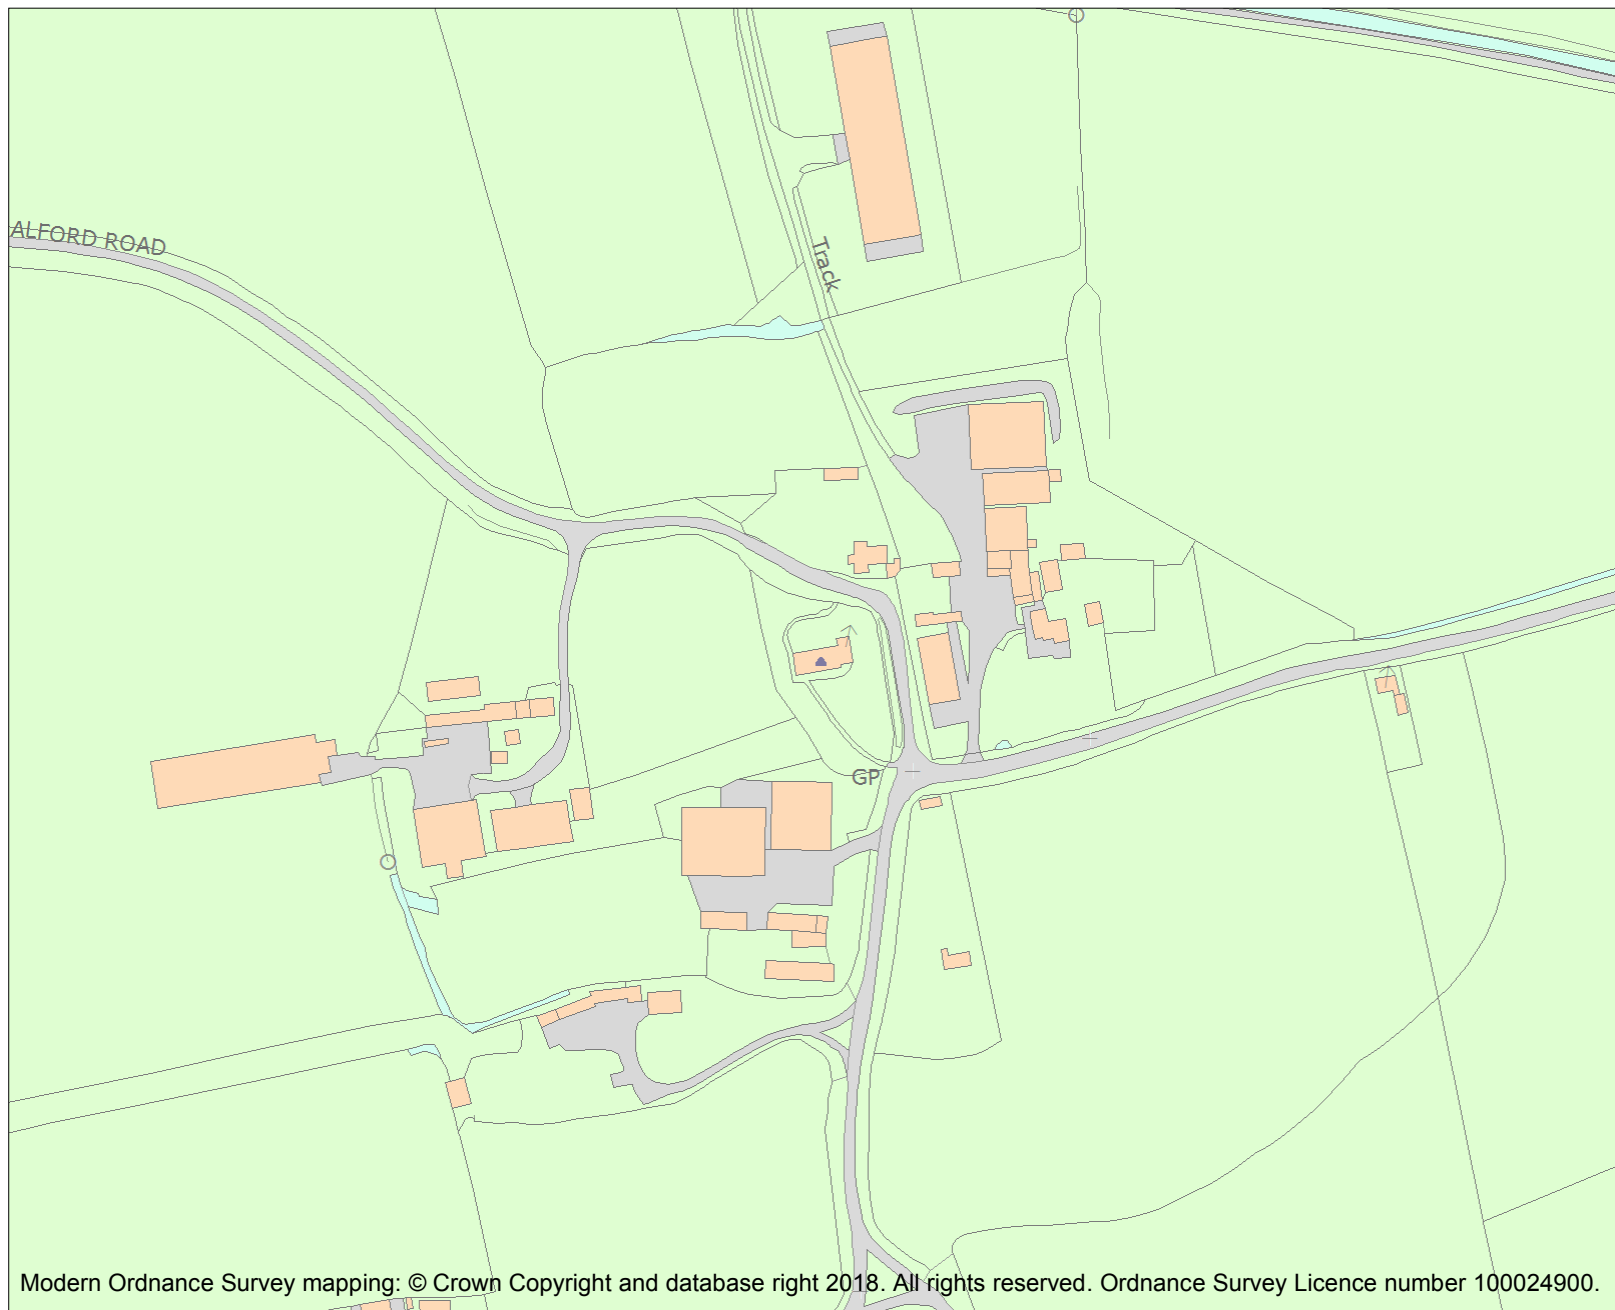 ALFORD ROAD
Track
GP
Modern Ordnance Survey mapping: © Crown Copyright and database right 2018. All rights reserved. Ordnance Survey Licence number 100024900.